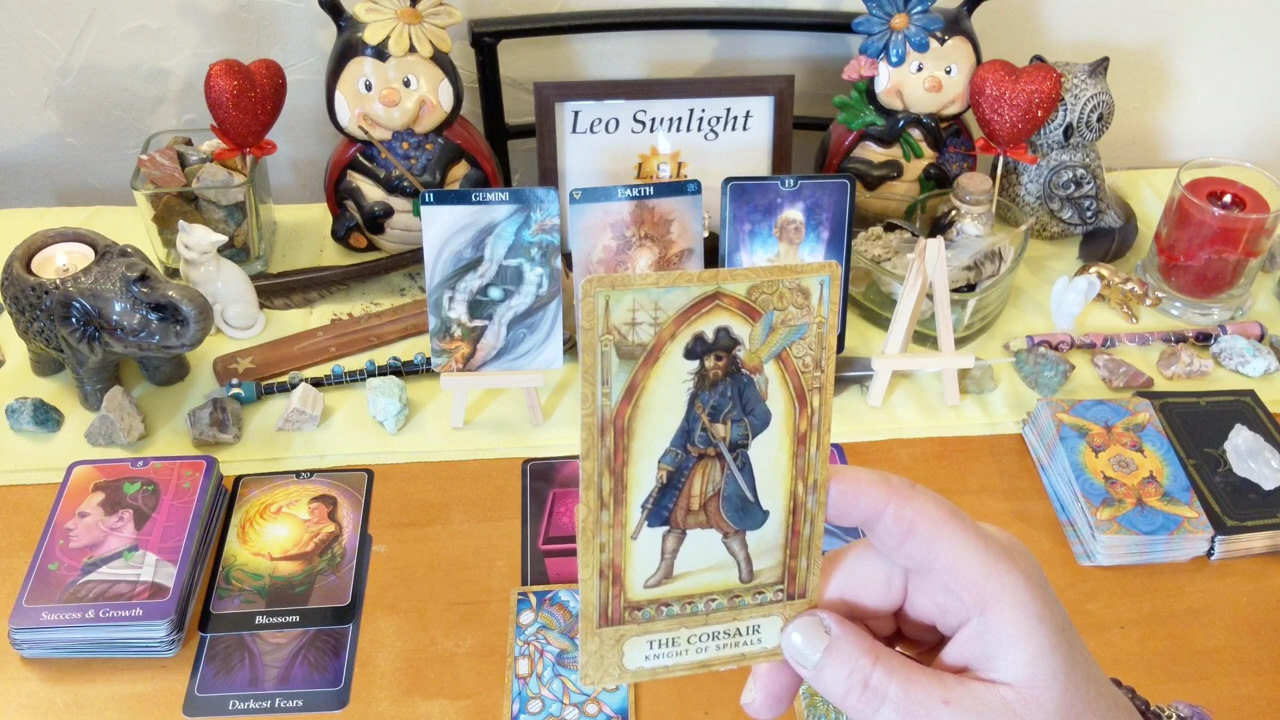 Leo Sunlight
L.S.I.
11 GEMINI
EARTH 26
13
THE CORSAIR
KNIGHT OF SPIRALS
8
Success & Growth
20
Blossom
Darkest Fears